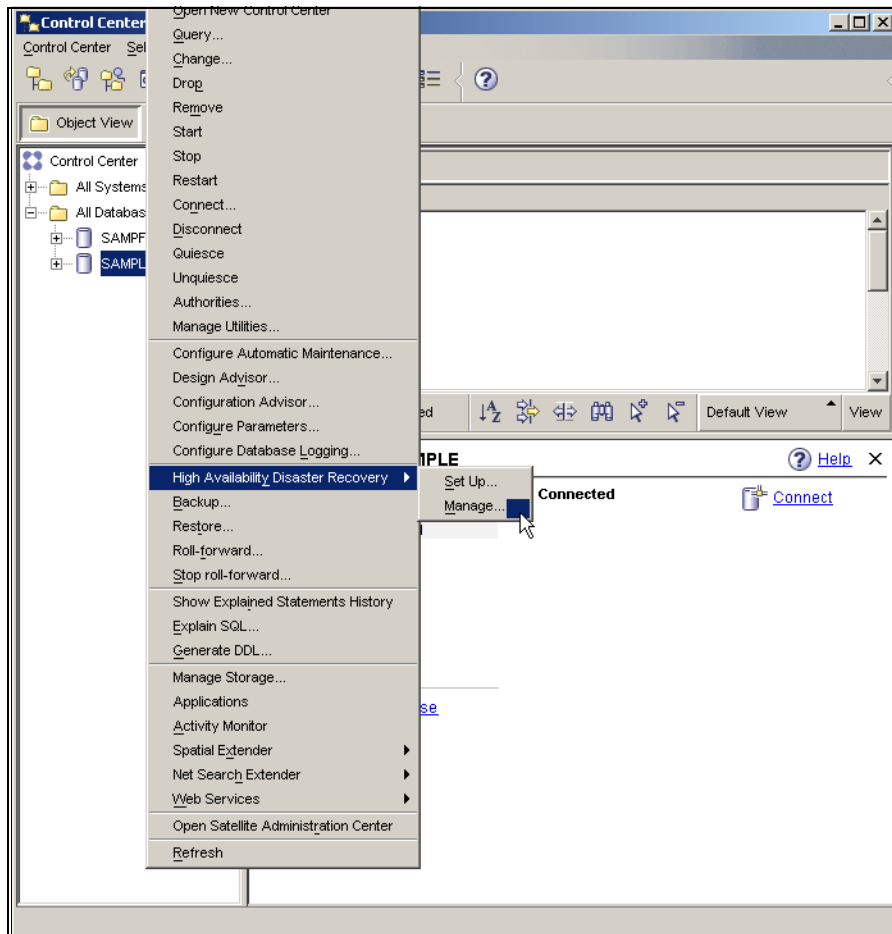 Control Center
Control Center Sel
Object View
Control Center
All Systems
All Databas
SAMPL
Open New Control Center
Query...
Change...
Drop
Remove
Start
Stop
Restart
Connect...
Disconnect
Quiesce
Unquiesce
Authorities...
Manage Utilities...
Configure Automatic Maintenance...
Design Advisor...
Configuration Advisor...
Configure Parameters...
Configure Database Logging...
High Availability Disaster Recovery
Backup...
Restore...
Roll-forward...
Stop roll-forward...
Show Explained Statements History
Explain SQL...
Generate DDL...
Manage Storage...
Applications
Activity Monitor
Spatial Extender
Net Search Extender
Web Services
Open Satellite Administration Center
Refresh
Set Up...
Manage...
ed
Default View
View
MPLE
Help
Connected
Connect
se